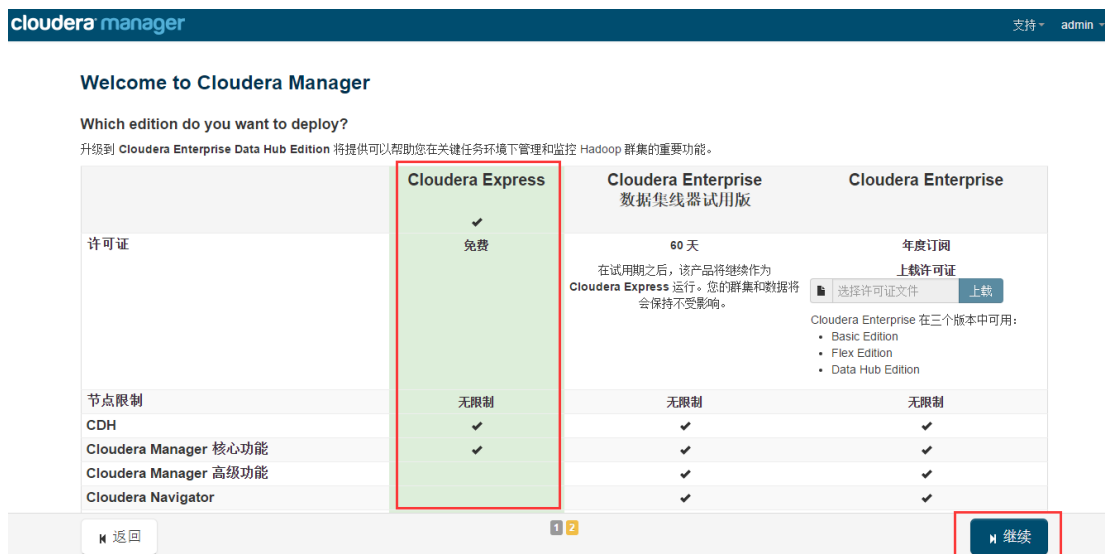 cloudera manager
支持 admin
Welcome to Cloudera Manager
Which edition do you want to deploy?
升级到 Cloudera Enterprise Data Hub Edition 将提供可以帮助您在关键任务环境下管理和监控 Hadoop 群集的重要功能。
Cloudera Express
Cloudera Enterprise
数据集线器试用版
Cloudera Enterprise
许可证
免费
60 天
在试用期之后，该产品将继续作为
Cloudera Express 运行。您的群集和数据将
会保持不受影响。
年度订阅
上载许可证
选择许可证文件 上载
Cloudera Enterprise 在三个版本中可用：
• Basic Edition
• Flex Edition
• Data Hub Edition
节点限制 无限制 无限制 无限制
CDH ✔ ✔ ✔
Cloudera Manager 核心功能 ✔ ✔ ✔
Cloudera Manager 高级功能 ✔ ✔
Cloudera Navigator ✔ ✔
返回 1 2 继续